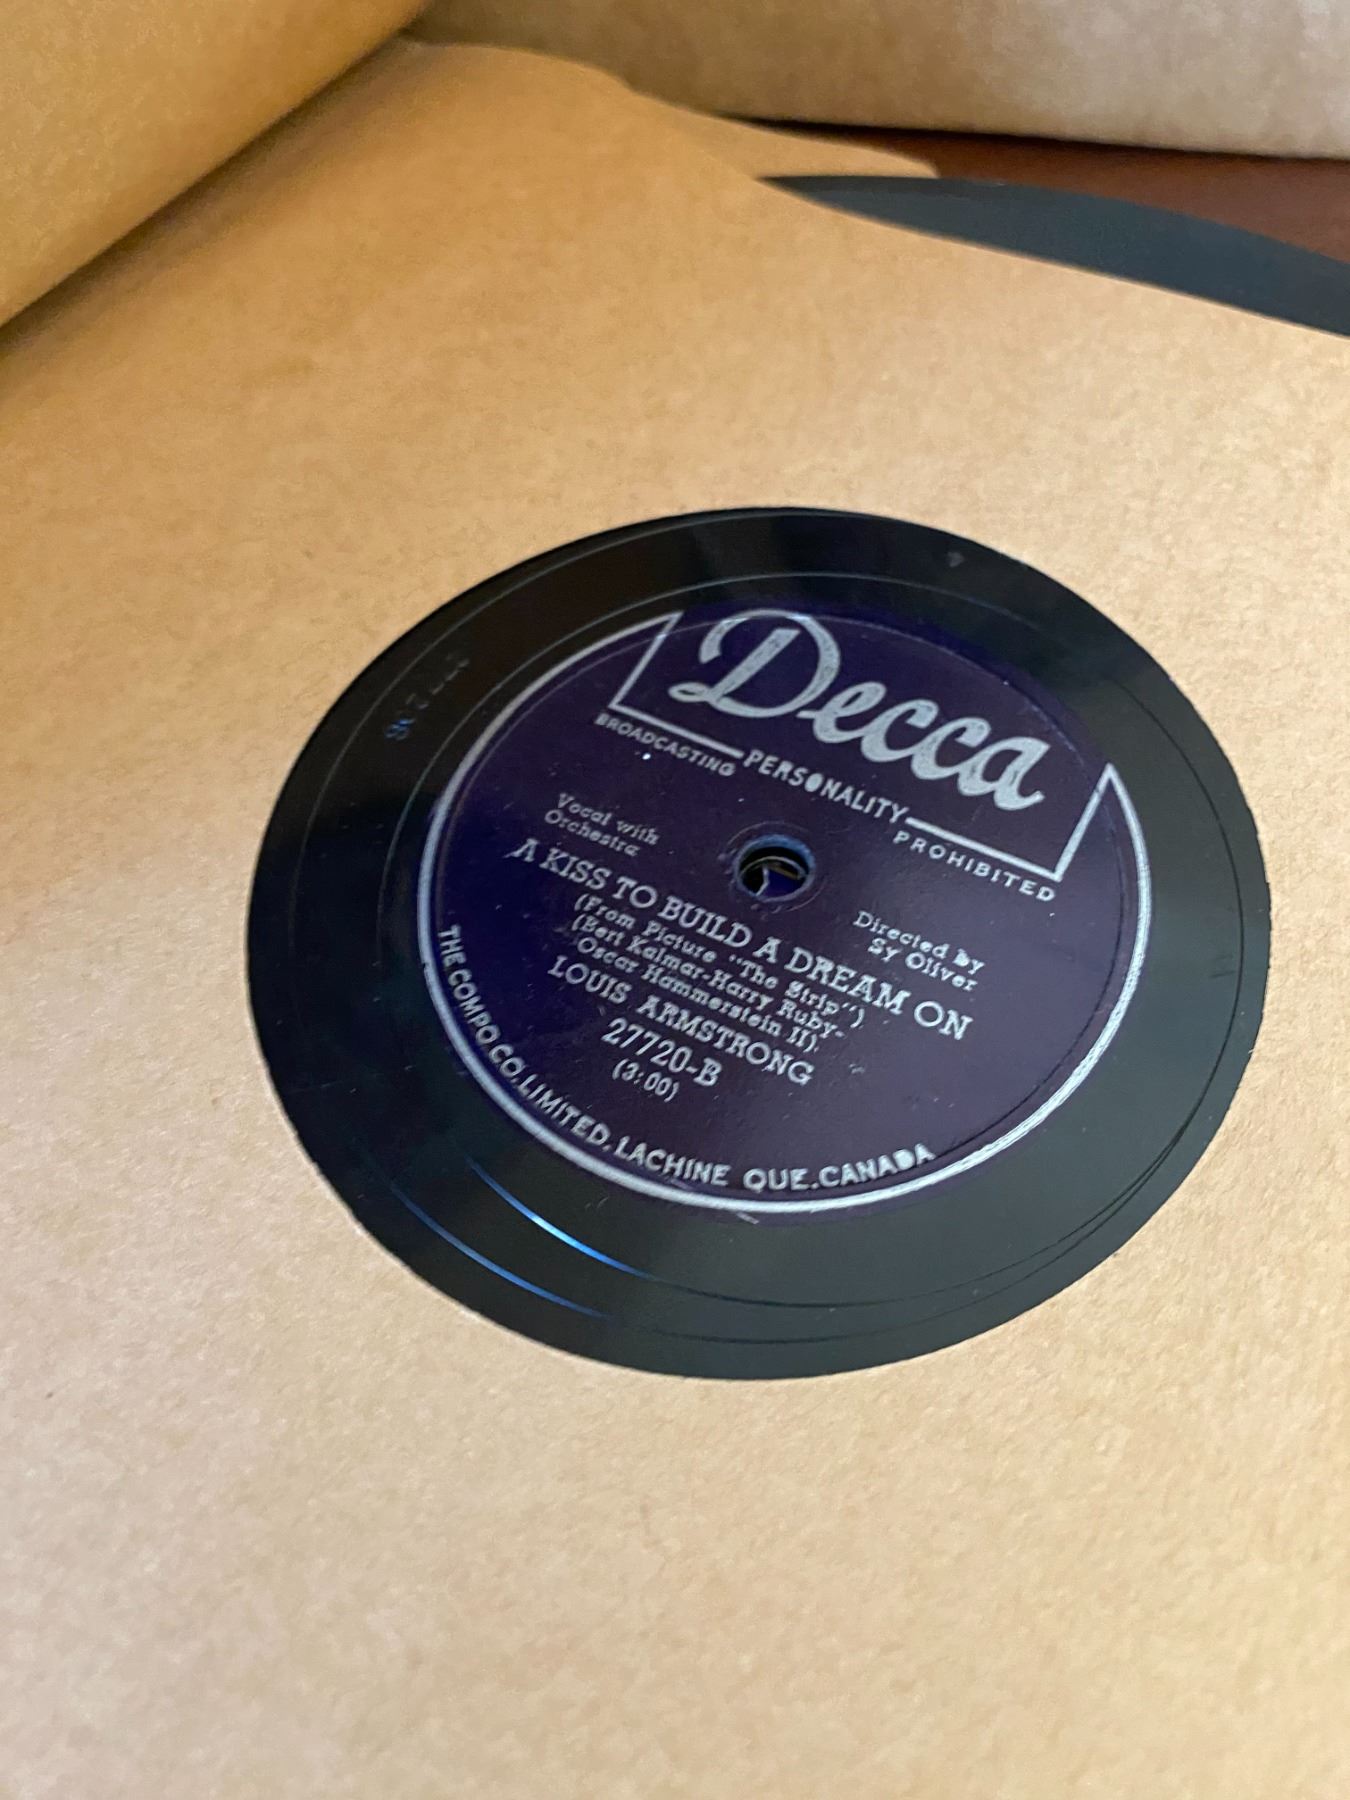 Decca
BROADCASTING PERSONALITY PROHIBITED
Vocal with
Orchestra
Directed by
Sy Oliver
A KISS TO BUILD A DREAM ON
(From Picture "The Strip")
(Bert Kalmar-Harry Ruby-
Oscar Hammerstein II)
LOUIS ARMSTRONG
27720-B
(3:00)
THE COMPO CO. LIMITED, LACHINE QUE. CANADA